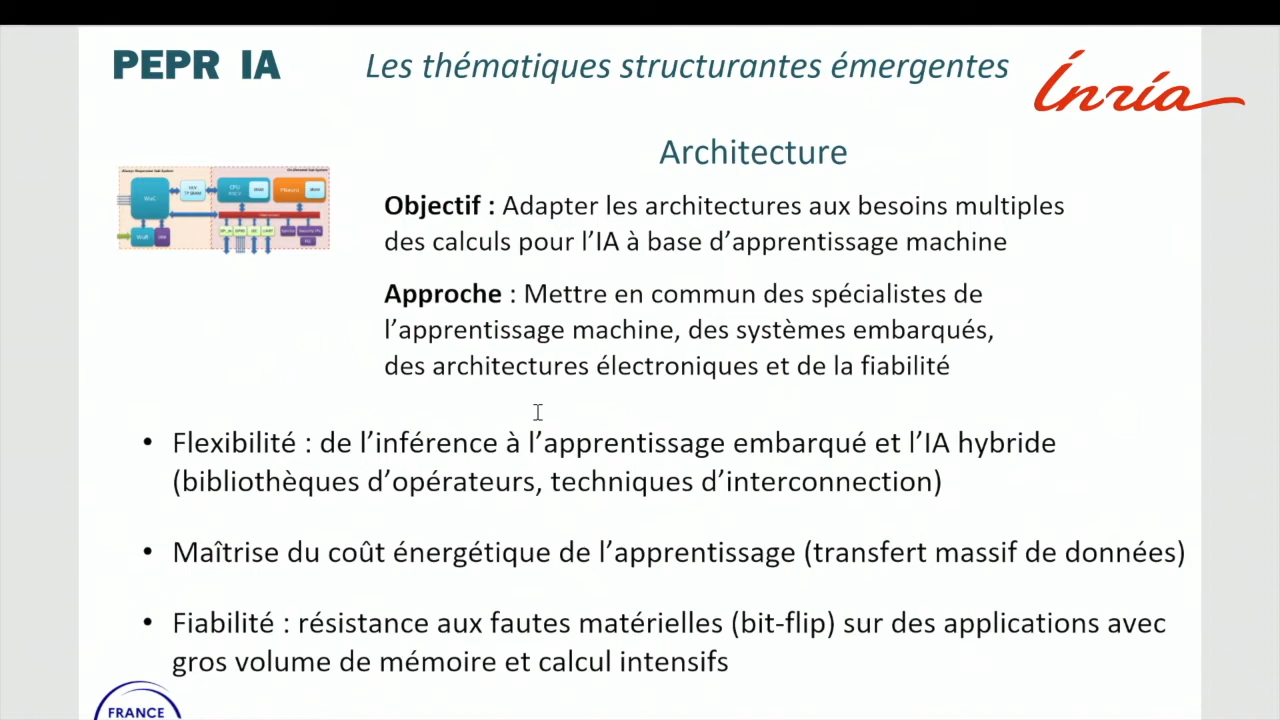 PEPR IA
Les thématiques structurantes émergentes
Inria
Architecture
Objectif : Adapter les architectures aux besoins multiples
des calculs pour l’IA à base d’apprentissage machine
Approche : Mettre en commun des spécialistes de
l’apprentissage machine, des systèmes embarqués,
des architectures électroniques et de la fiabilité
CPU
• Flexibilité : de l’inférence à l’apprentissage embarqué et l’IA hybride
(bibliothèques d’opérateurs, techniques d’interconnection)
• Maîtrise du coût énergétique de l’apprentissage (transfert massif de données)
• Fiabilité : résistance aux fautes matérielles (bit-flip) sur des applications avec
gros volume de mémoire et calcul intensifs
FRANCE